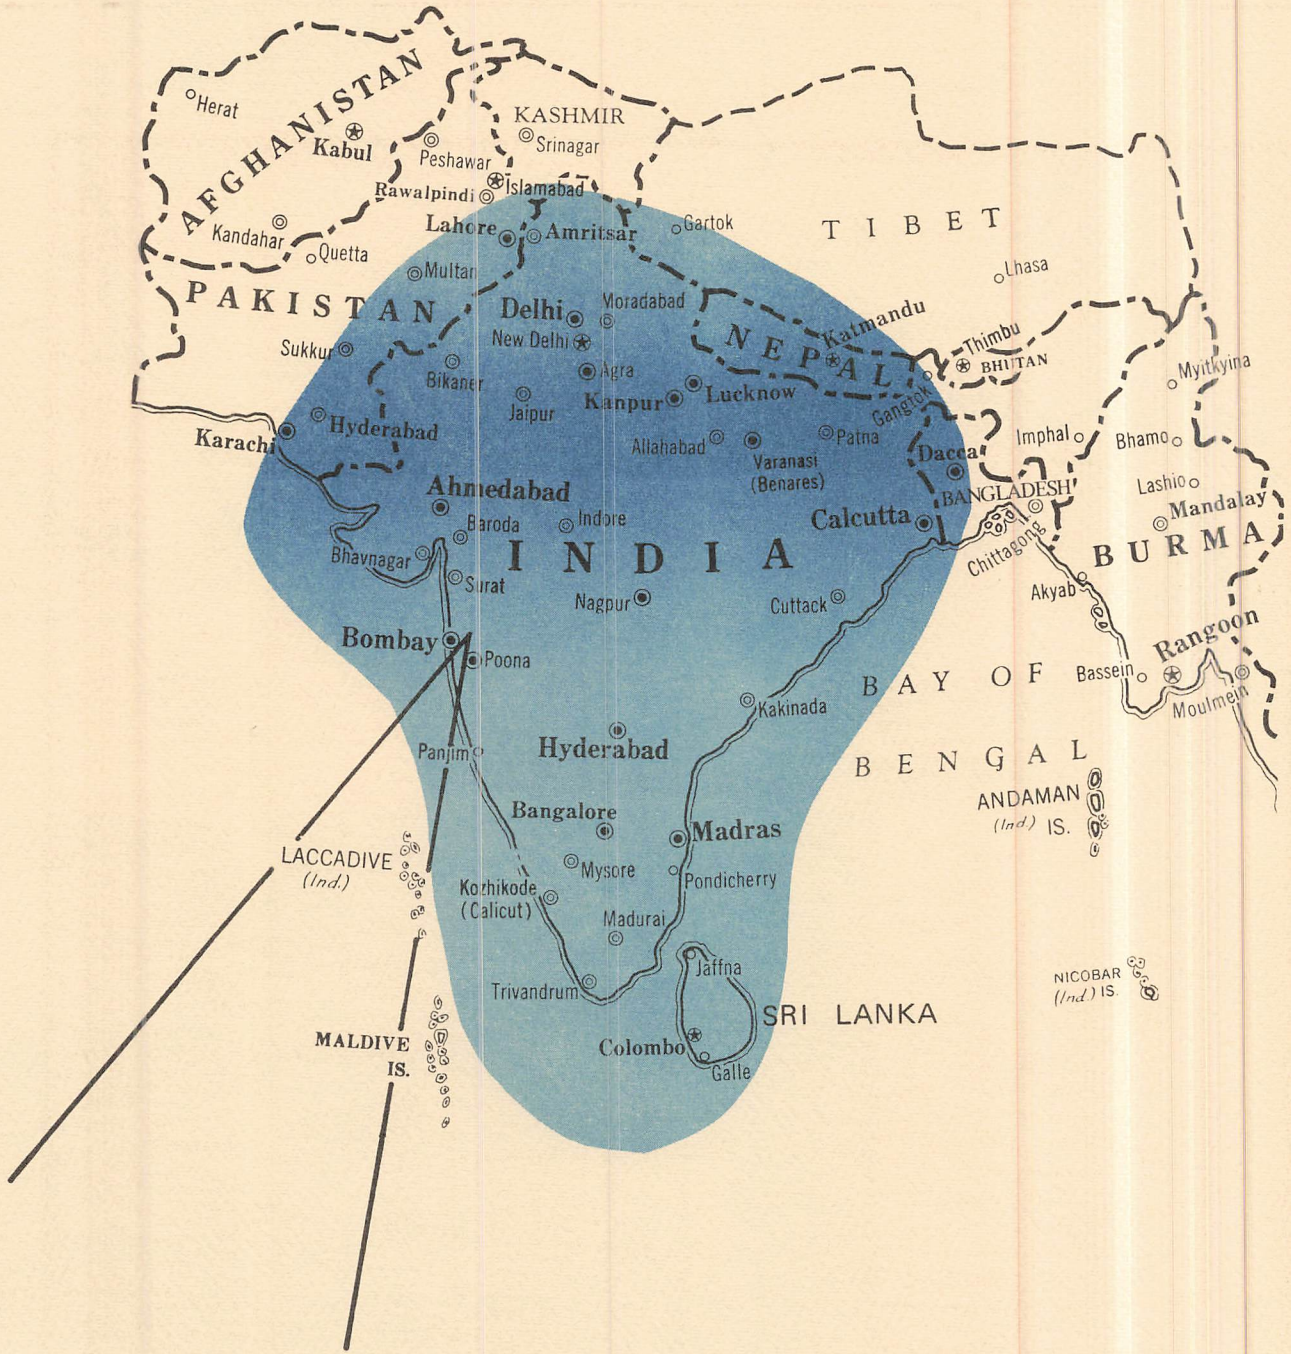 KASHMIR
Herat
AFGHANISTAN
Kabul
Peshawar
Srinagar
Islamabad
Rawalpindi
Lahore
Amritsar
Gartok
TIBET
Kandahar
Quetta
Multan
Lhasa
PAKISTAN
Delhi
Moradabad
New Delhi
NEPAL
Katmandu
Thimbu
BHUTAN
Sukkur
Bikaner
Agra
Myitkyina
Jaipur
Kanpur
Lucknow
Gangtok
Hyderabad
Karachi
Allahabad
Varanasi
(Benares)
Patna
Dacca
Imphal
Bhamo
Ahmedabad
BANGLADESH
Lashio
Mandalay
Baroda
Indore
Calcutta
Chittagong
Bhavnagar
INDIA
BURMA
Surat
Nagpur
Cuttack
Akyab
Bombay
Poona
Rangoon
BAY OF
Bassein
Moulmein
Kakinada
Panjim
Hyderabad
BENGAL
ANDAMAN
(Ind.) IS.
Bangalore
Madras
LACCADIVE
(Ind.)
Mysore
Pondicherry
Kozhikode
(Calicut)
Madurai
Jaffna
NICOBAR
(Ind.) IS.
Trivandrum
SRI LANKA
MALDIVE
IS.
Colombo
Galle